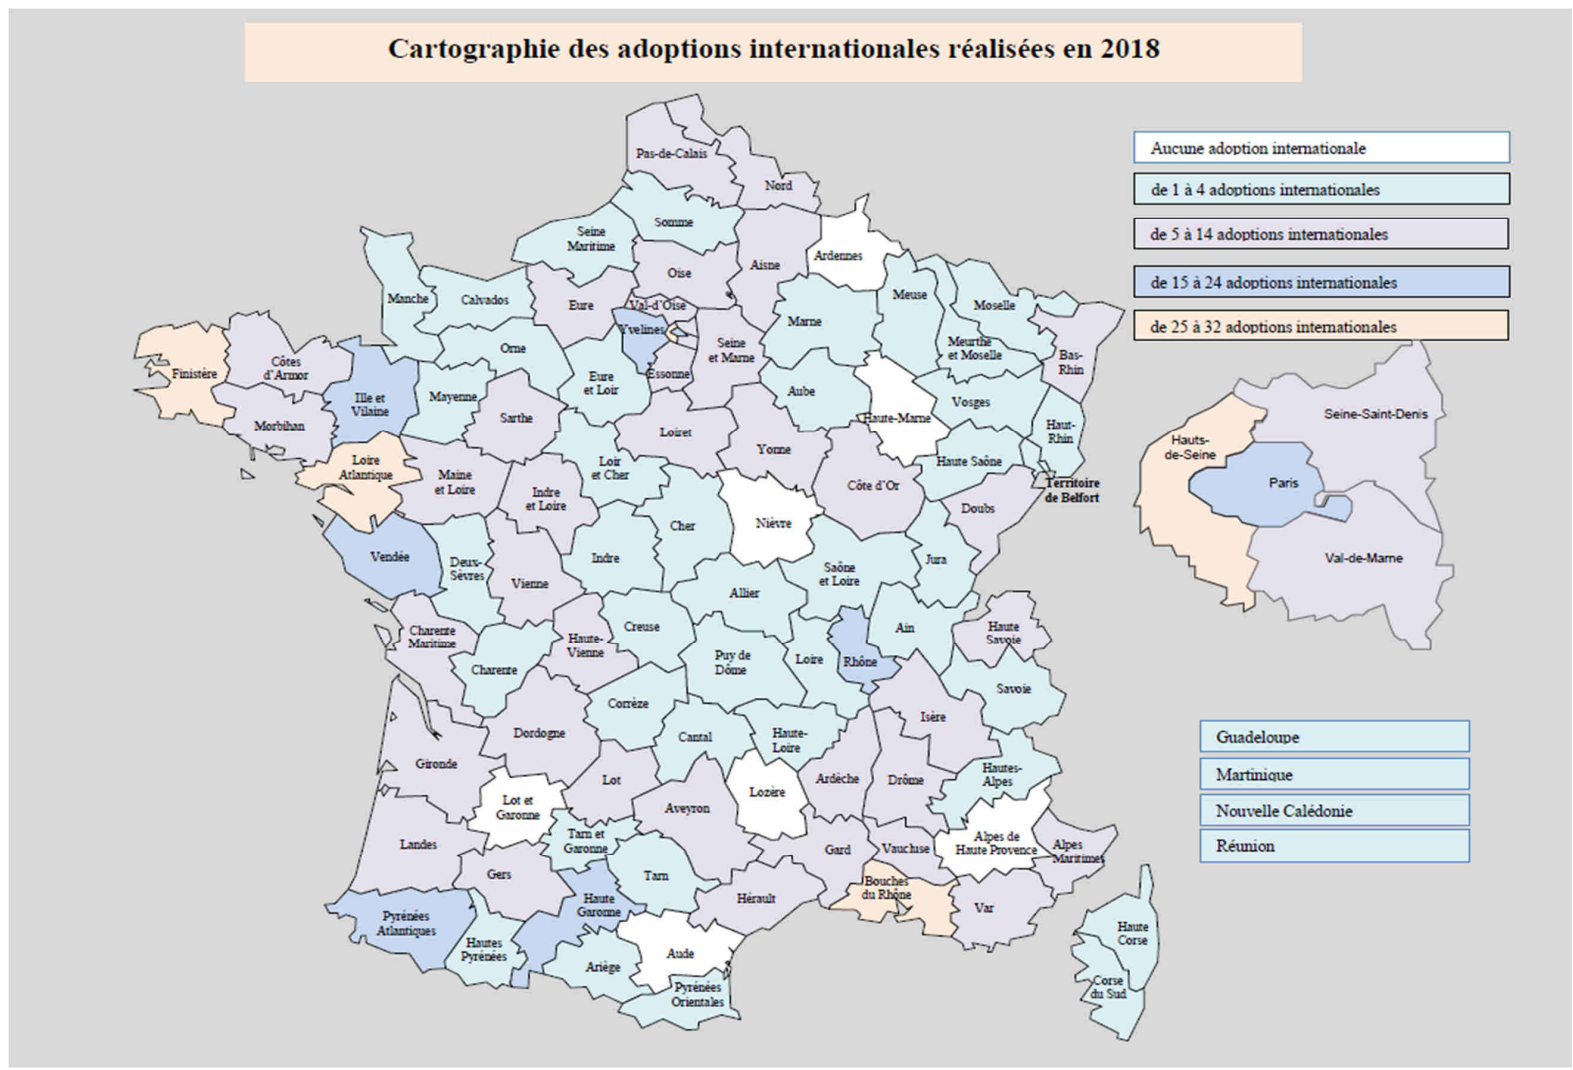 Cartographie des adoptions internationales réalisées en 2018
Aucune adoption internationale
de 1 à 4 adoptions internationales
de 5 à 14 adoptions internationales
de 15 à 24 adoptions internationales
de 25 à 32 adoptions internationales
Pas-de-Calais
Nord
Somme
Seine
Maritime
Oise
Aisne
Ardennes
Manche
Calvados
Eure
Val-d'Oise
Yvelines
Seine
et Marne
Essonne
Marne
Meuse
Moselle
Meurthe
et Moselle
Bas-
Rhin
Finistère
Côtes
d'Armor
Morbihan
Ille et
Vilaine
Mayenne
Orne
Sarthe
Eure
et Loir
Loiret
Yonne
Aube
Haute-Marne
Vosges
Haut-
Rhin
Haute Saône
Territoire
de Belfort
Loire
Atlantique
Maine
et Loire
Indre
et Loire
Loir
et Cher
Cher
Nièvre
Côte d'Or
Doubs
Jura
Vendée
Deux-
Sèvres
Vienne
Indre
Allier
Saône
et Loire
Charente
Maritime
Charente
Haute-
Vienne
Creuse
Puy de
Dôme
Loire
Rhône
Ain
Haute
Savoie
Savoie
Isère
Corrèze
Dordogne
Cantal
Haute-
Loire
Gironde
Lot
Lot et
Garonne
Aveyron
Lozère
Ardèche
Drôme
Hautes-
Alpes
Landes
Tarn et
Garonne
Gers
Tarn
Gard
Vaucluse
Alpes de
Haute Provence
Alpes
Maritimes
Bouches
du Rhône
Var
Hérault
Haute
Garonne
Pyrénées
Atlantiques
Hautes
Pyrénées
Ariège
Aude
Pyrénées
Orientales
Haute
Corse
Corse
du Sud
Seine-Saint-Denis
Hauts-
de-Seine
Paris
Val-de-Marne
Guadeloupe
Martinique
Nouvelle Calédonie
Réunion